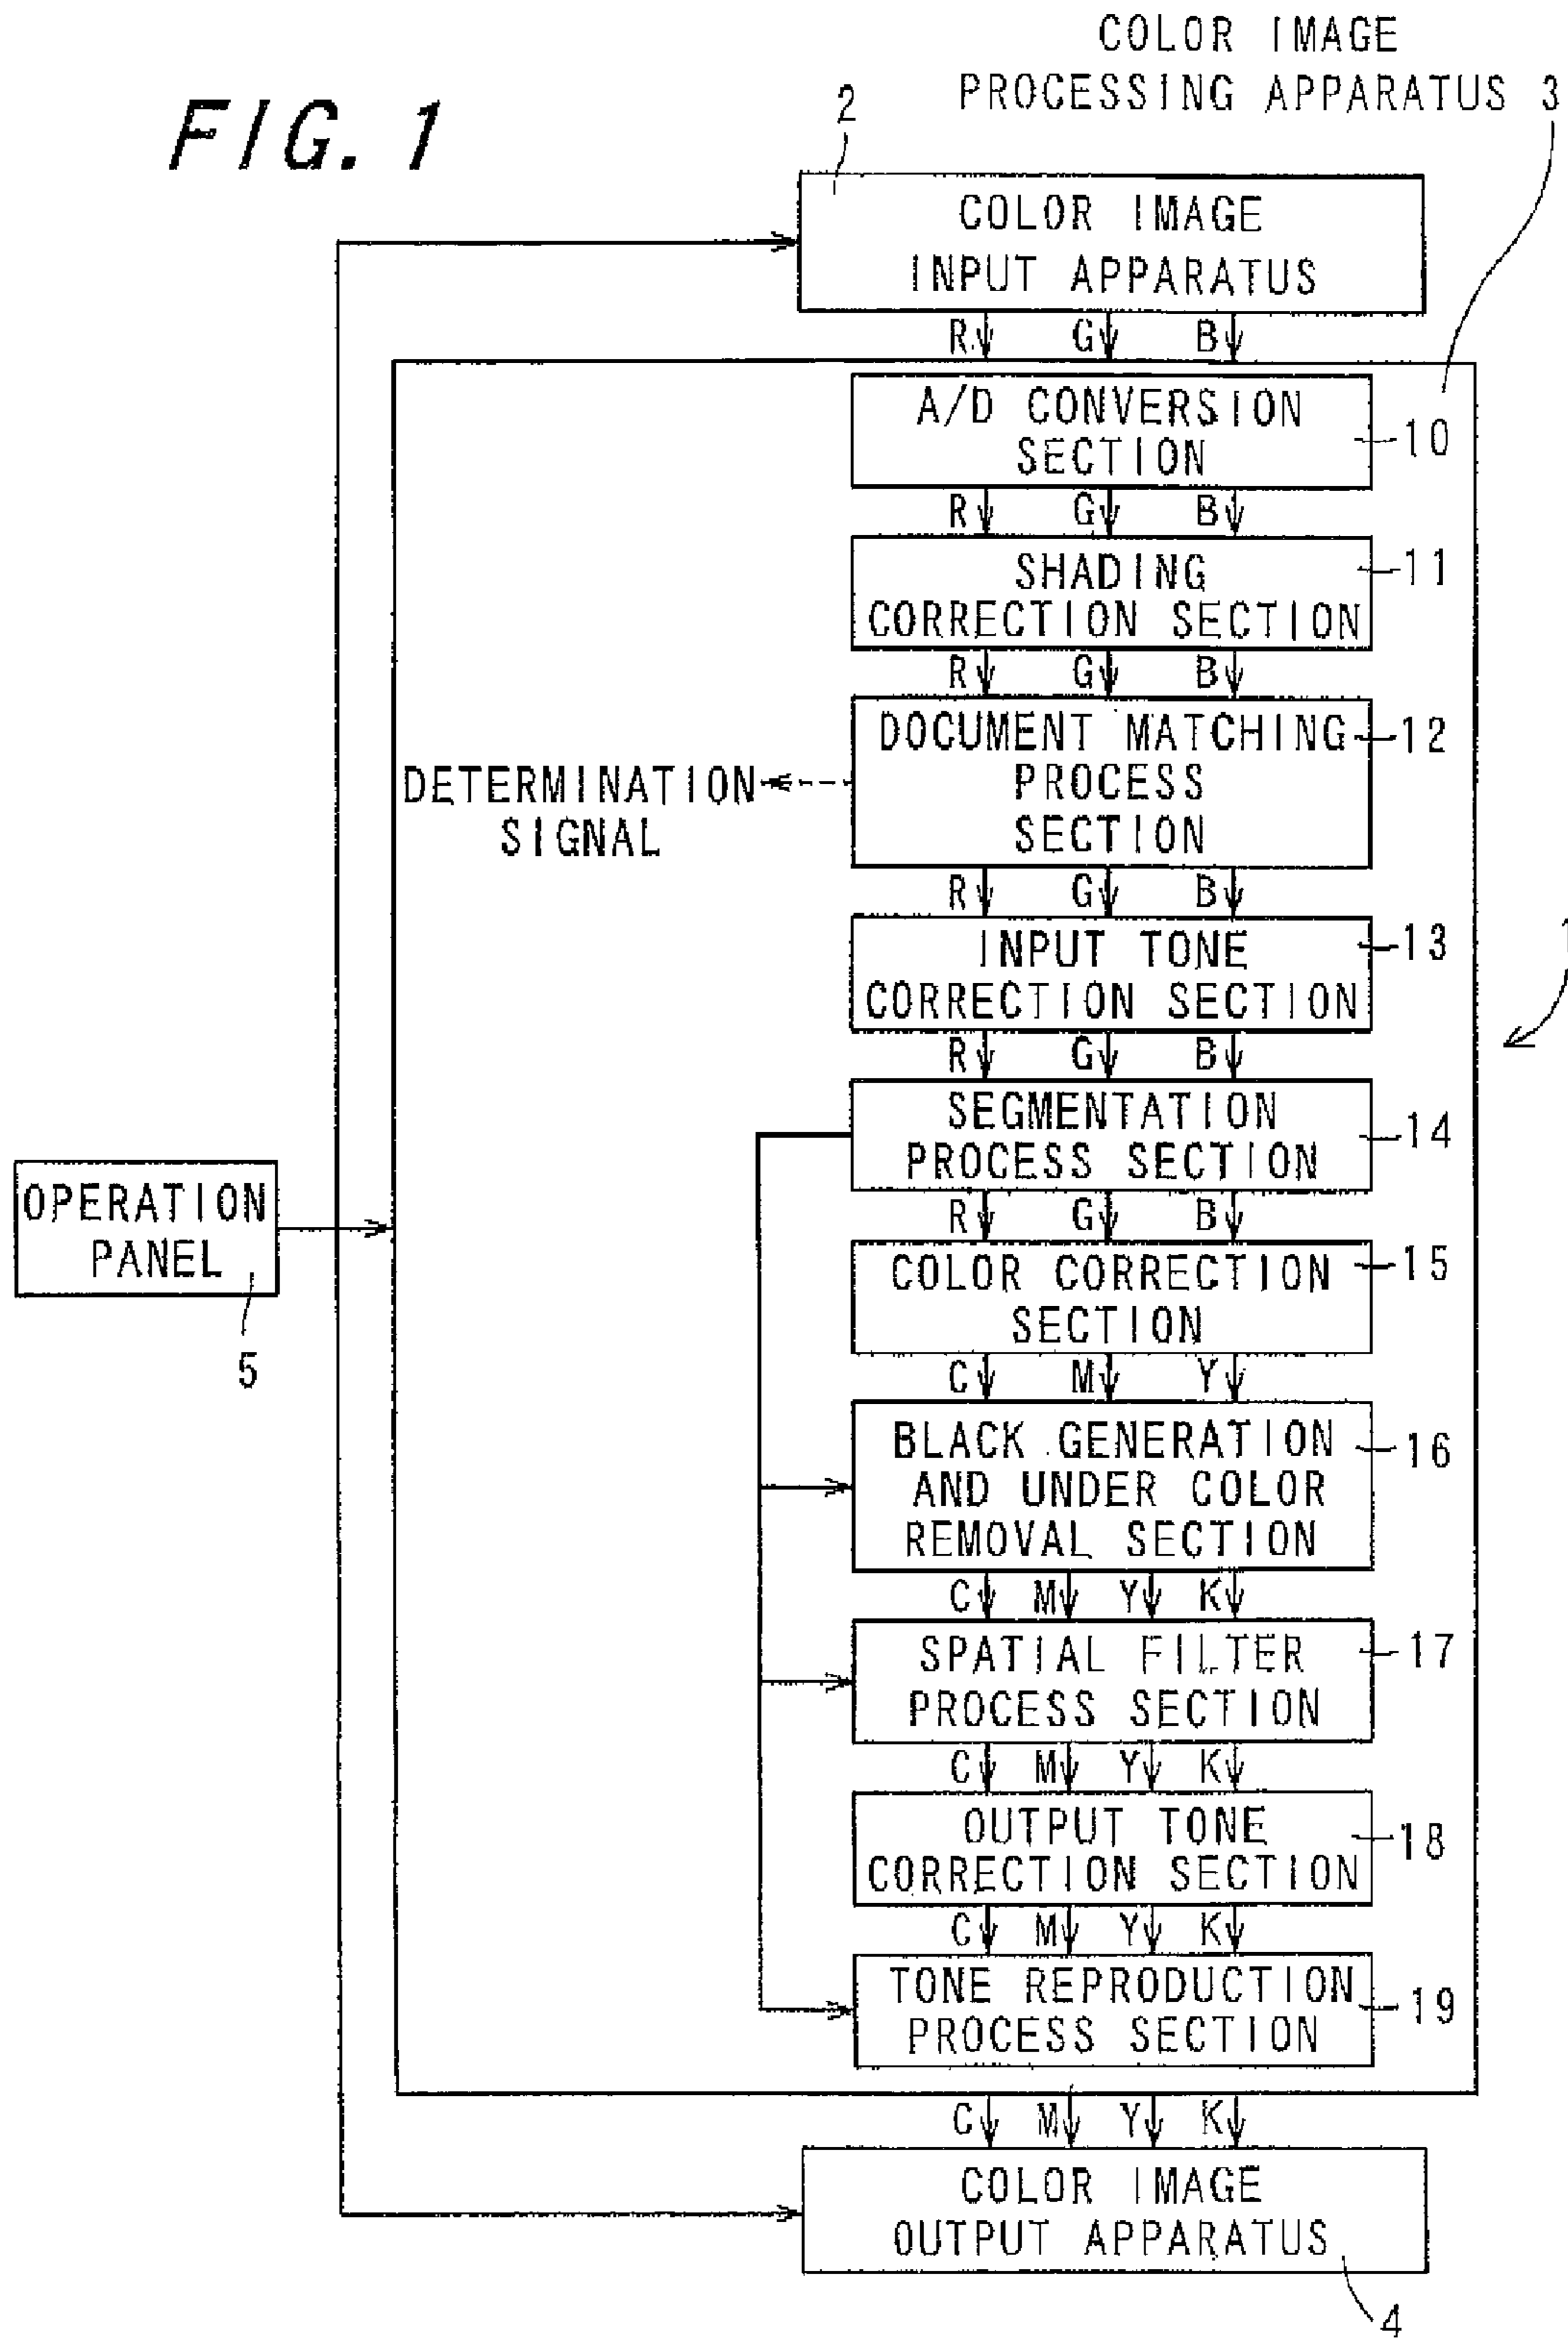 FIG. 1
COLOR IMAGE
PROCESSING APPARATUS 3
2
COLOR IMAGE
INPUT APPARATUS
R G B
A/D CONVERSION
SECTION
10
R G B
SHADING
CORRECTION SECTION
11
R G B
DOCUMENT MATCHING
PROCESS
SECTION
12
DETERMINATION
SIGNAL
R G B
INPUT TONE
CORRECTION SECTION
13
1
R G B
SEGMENTATION
PROCESS SECTION
14
OPERATION
PANEL
5
R G B
COLOR CORRECTION
SECTION
15
C M Y
BLACK GENERATION
AND UNDER COLOR
REMOVAL SECTION
16
C M Y K
SPATIAL FILTER
PROCESS SECTION
17
C M Y K
OUTPUT TONE
CORRECTION SECTION
18
C M Y K
TONE REPRODUCTION
PROCESS SECTION
19
C M Y K
COLOR IMAGE
OUTPUT APPARATUS
4